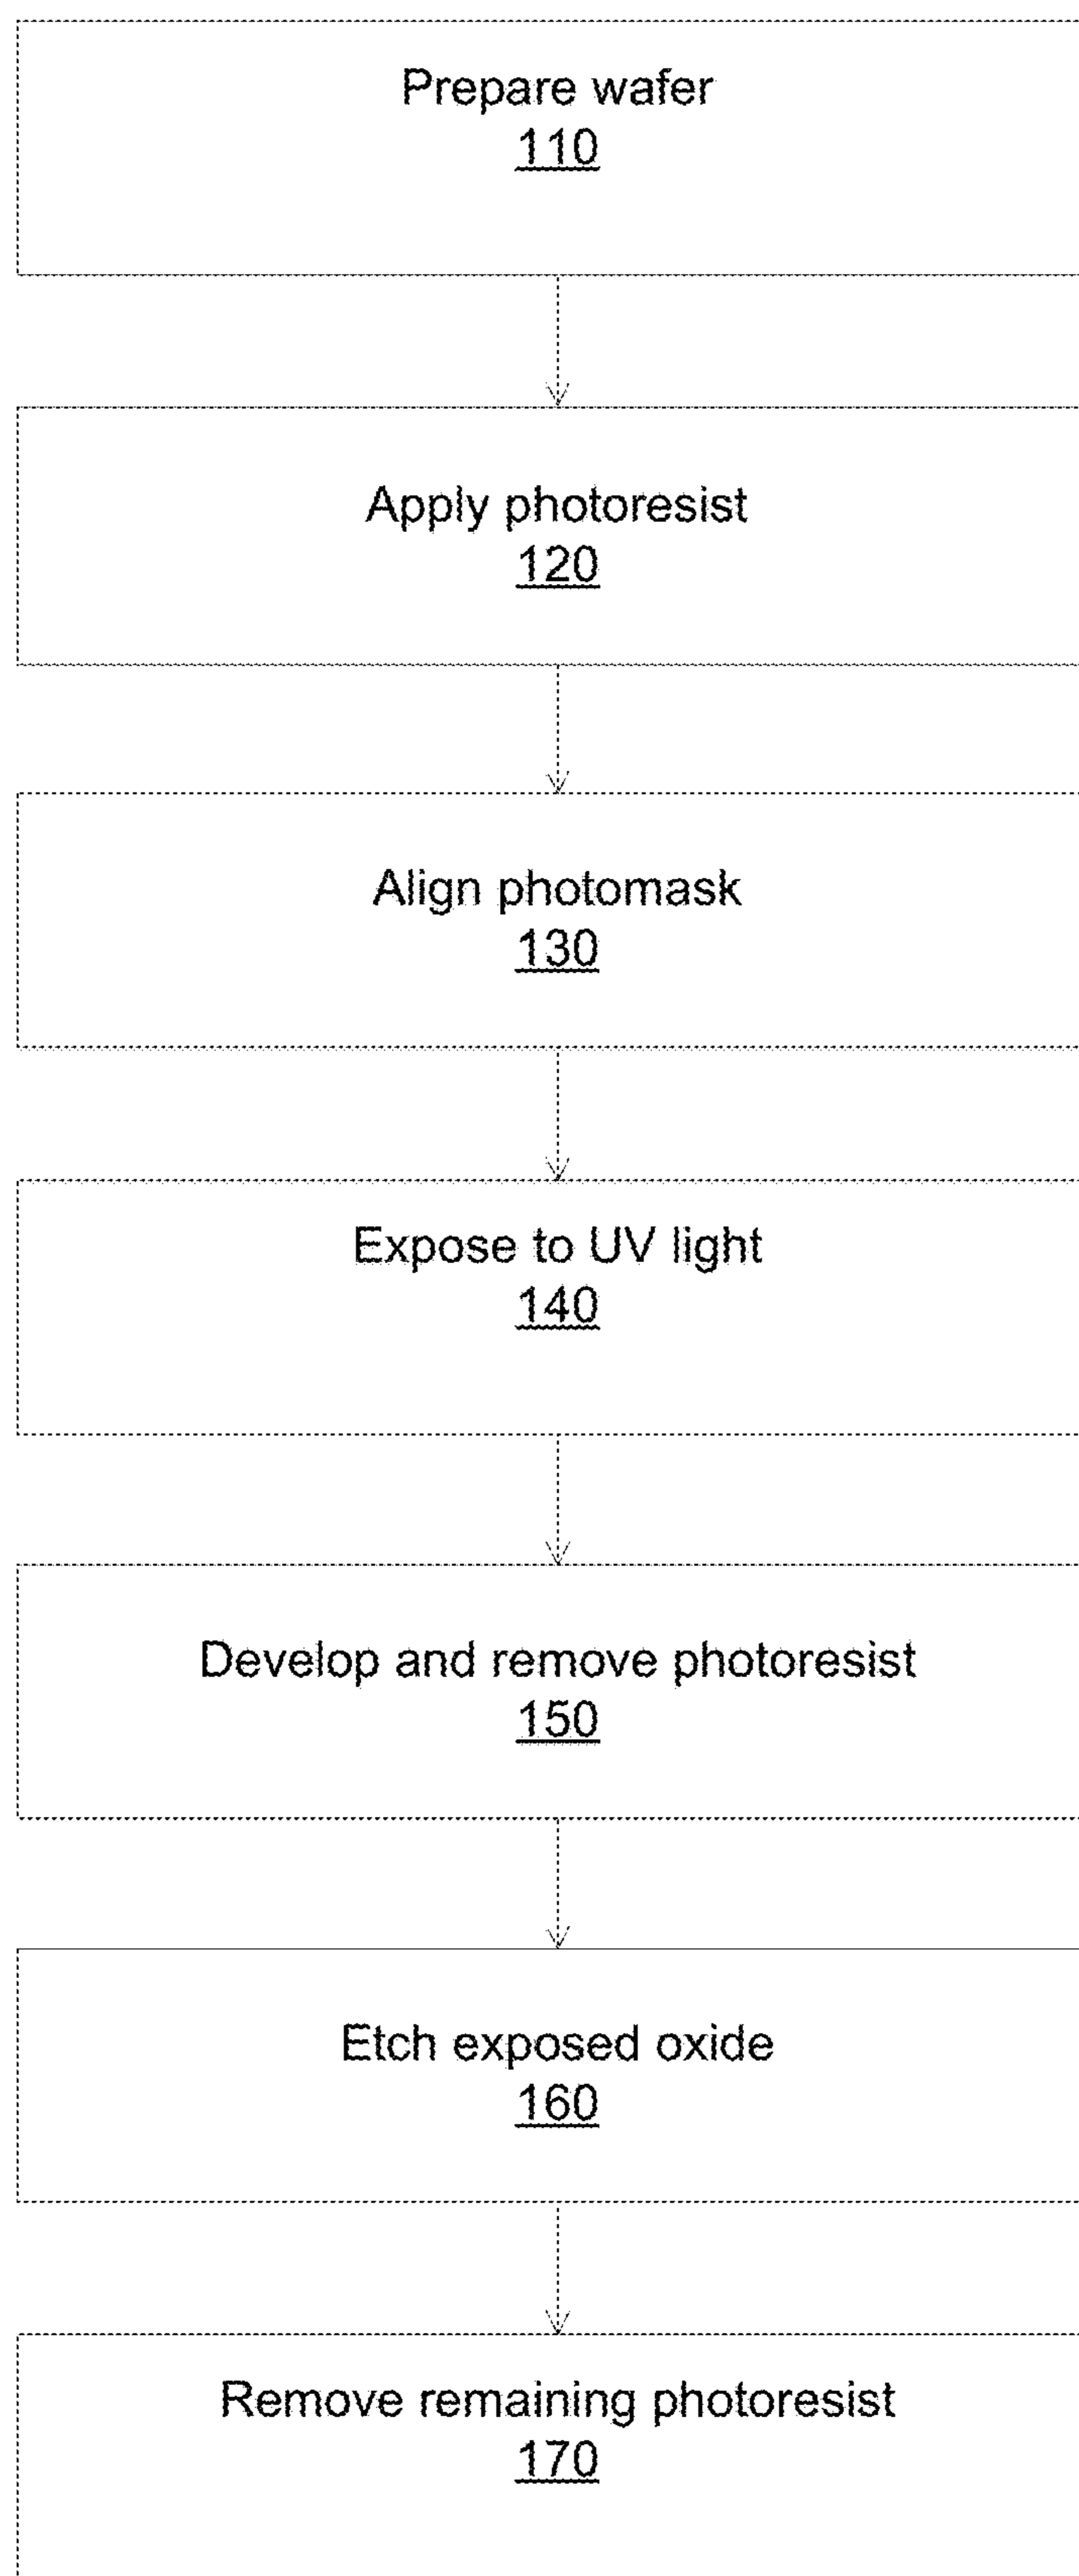 Prepare wafer
110
Apply photoresist
120
Align photomask
130
Expose to UV light
140
Develop and remove photoresist
150
Etch exposed oxide
160
Remove remaining photoresist
170